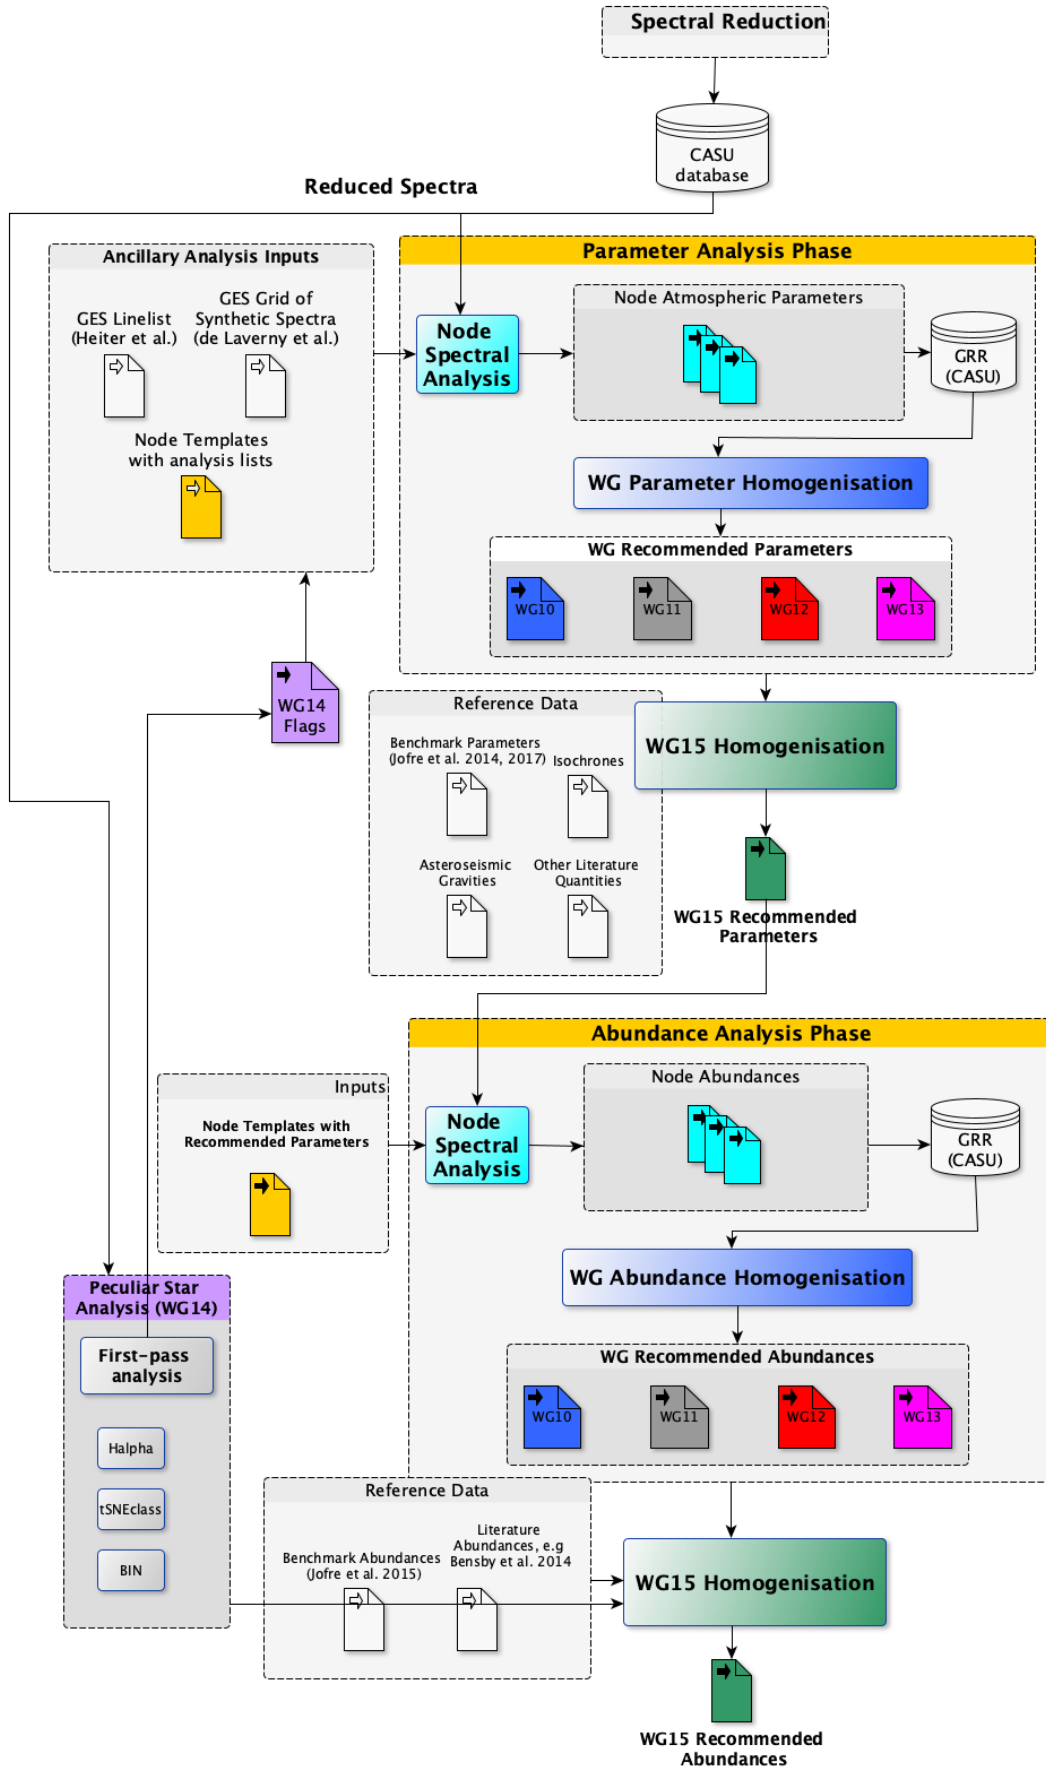 Spectral Reduction
CASU
database
Reduced Spectra
Ancillary Analysis Inputs
GES Linelist
(Heiter et al.)
GES Grid of
Synthetic Spectra
(de Laverny et al.)
Node Templates
with analysis lists
Parameter Analysis Phase
Node
Spectral
Analysis
Node Atmospheric Parameters
GRR
(CASU)
WG Parameter Homogenisation
WG Recommended Parameters
WG10
WG11
WG12
WG13
WG14
Flags
Reference Data
Benchmark Parameters
(Jofre et al. 2014, 2017)
Isochrones
Asteroseismic
Gravities
Other Literature
Quantities
WG15 Homogenisation
WG15 Recommended
Parameters
Abundance Analysis Phase
Inputs
Node Templates with
Recommended Parameters
Node
Spectral
Analysis
Node Abundances
GRR
(CASU)
WG Abundance Homogenisation
WG Recommended Abundances
WG10
WG11
WG12
WG13
Peculiar Star
Analysis (WG14)
First-pass
analysis
Halpha
tSNEclass
BIN
Reference Data
Benchmark Abundances
(Jofre et al. 2015)
Literature
Abundances, e.g
Bensby et al. 2014
WG15 Homogenisation
WG15 Recommended
Abundances